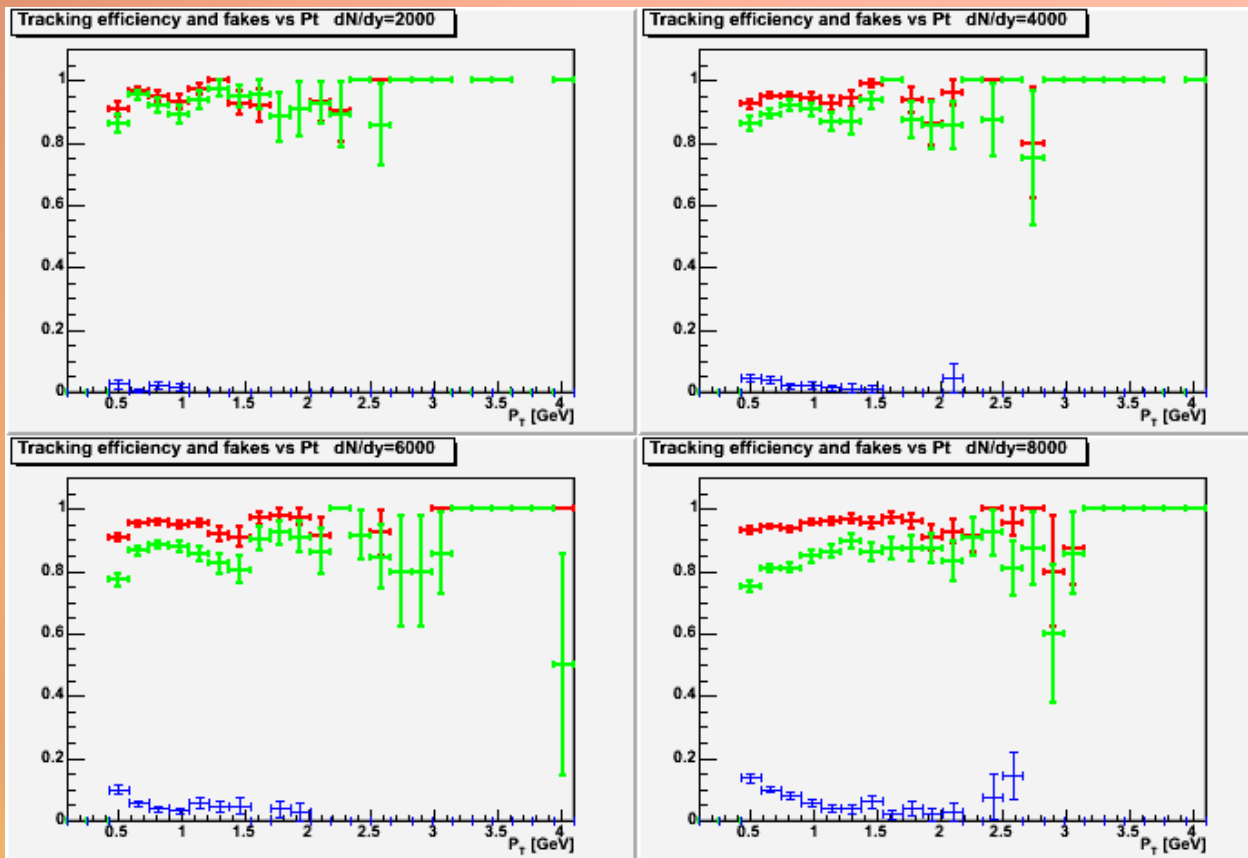 Tracking efficiency and fakes vs Pt dN/dy=2000
1
0.8
0.6
0.4
0.2
0
0.5 1 1.5 2 2.5 3 3.5 4
P_T [GeV]
Tracking efficiency and fakes vs Pt dN/dy=4000
1
0.8
0.6
0.4
0.2
0
0.5 1 1.5 2 2.5 3 3.5 4
P_T [GeV]
Tracking efficiency and fakes vs Pt dN/dy=6000
1
0.8
0.6
0.4
0.2
0
0.5 1 1.5 2 2.5 3 3.5 4
P_T [GeV]
Tracking efficiency and fakes vs Pt dN/dy=8000
1
0.8
0.6
0.4
0.2
0
0.5 1 1.5 2 2.5 3 3.5 4
P_T [GeV]